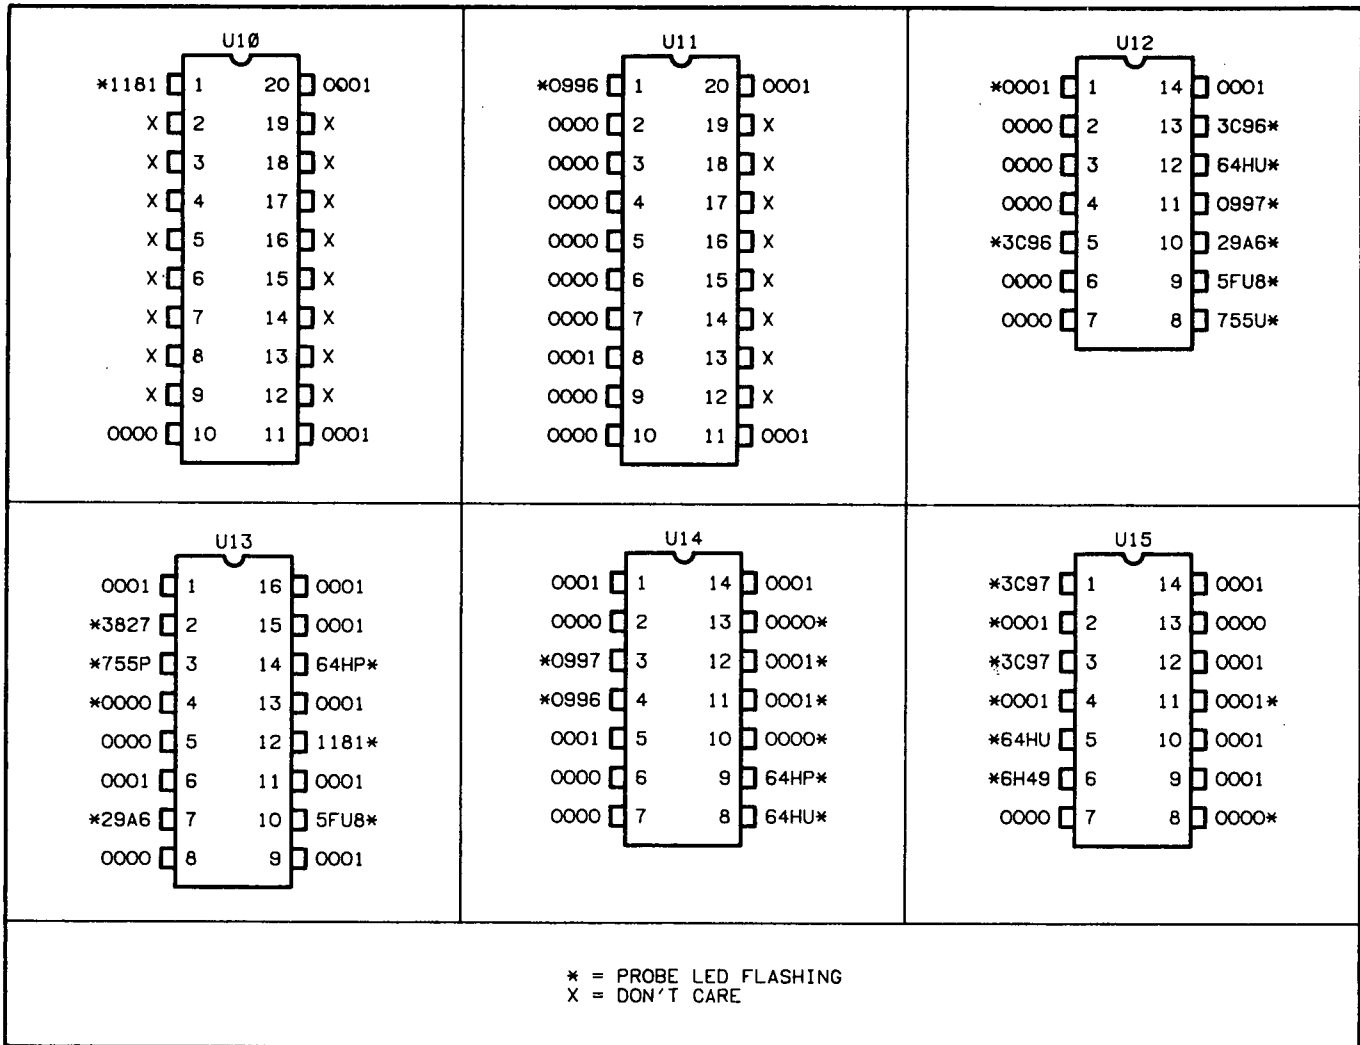 U10
*1181 1 20 0001
X 2 19 X
X 3 18 X
X 4 17 X
X 5 16 X
X 6 15 X
X 7 14 X
X 8 13 X
X 9 12 X
0000 10 11 0001
U11
*0996 1 20 0001
0000 2 19 X
0000 3 18 X
0000 4 17 X
0000 5 16 X
0000 6 15 X
0000 7 14 X
0001 8 13 X
0000 9 12 X
0000 10 11 0001
U12
*0001 1 14 0001
0000 2 13 3C96*
0000 3 12 64HU*
0000 4 11 0997*
*3C96 5 10 29A6*
0000 6 9 5FU8*
0000 7 8 755U*
U13
0001 1 16 0001
*3827 2 15 0001
*755P 3 14 64HP*
*0000 4 13 0001
0000 5 12 1181*
0001 6 11 0001
*29A6 7 10 5FU8*
0000 8 9 0001
U14
0001 1 14 0001
0000 2 13 0000*
*0997 3 12 0001*
*0996 4 11 0001*
0001 5 10 0000*
0000 6 9 64HP*
0000 7 8 64HU*
U15
*3C97 1 14 0001
*0001 2 13 0000
*3C97 3 12 0001
*0001 4 11 0001*
*64HU 5 10 0001
*6H49 6 9 0001
0000 7 8 0000*
* = PROBE LED FLASHING
X = DON'T CARE